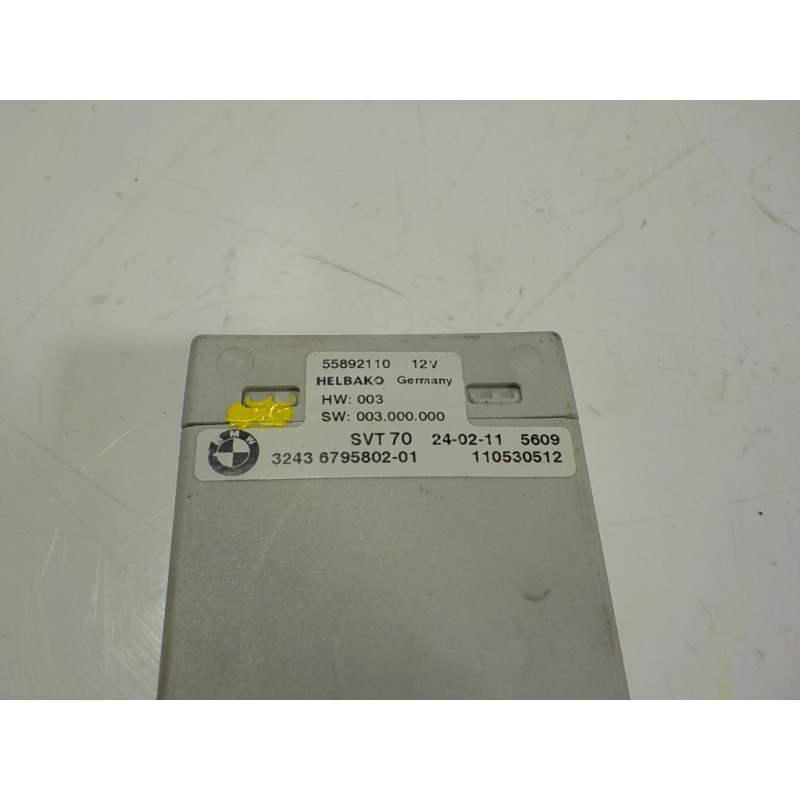 55892110 12V
HELBAKO Germany
HW: 003
SW: 003.000.000
BMW
SVT 70 24-02-11 5609
3243 6795802-01 110530512